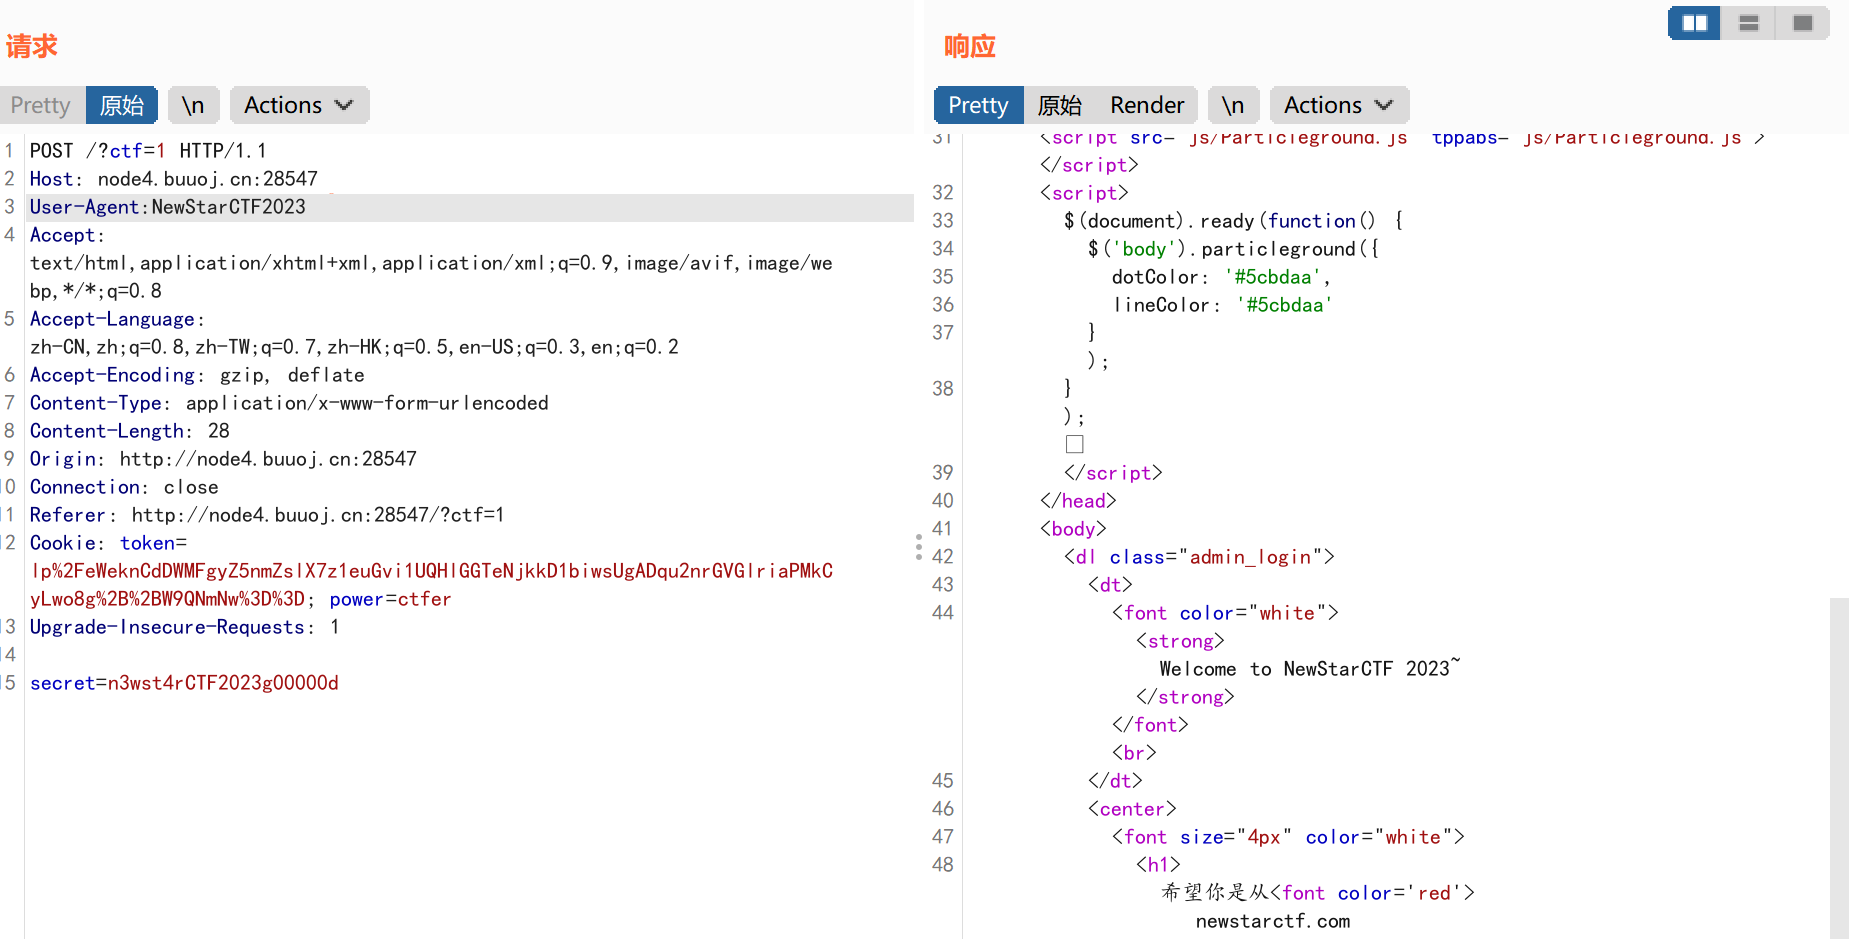 请求
Pretty 原始 \n Actions
1 POST /?ctf=1 HTTP/1.1
2 Host: node4.buuoj.cn:28547
3 User-Agent:NewStarCTF2023
4 Accept:
text/html,application/xhtml+xml,application/xml;q=0.9,image/avif,image/we
bp,*/*;q=0.8
5 Accept-Language:
zh-CN,zh;q=0.8,zh-TW;q=0.7,zh-HK;q=0.5,en-US;q=0.3,en;q=0.2
6 Accept-Encoding: gzip, deflate
7 Content-Type: application/x-www-form-urlencoded
8 Content-Length: 28
9 Origin: http://node4.buuoj.cn:28547
10 Connection: close
11 Referer: http://node4.buuoj.cn:28547/?ctf=1
12 Cookie: token=
lp%2FeWeknCdDWMFgyZ5nmZslX7z1euGvi1UQHlGGTeNjkkD1biwsUgADqu2nrGVGlriaPMkC
yLwo8g%2B%2BW9QNmNw%3D%3D; power=ctfer
13 Upgrade-Insecure-Requests: 1
14
15 secret=n3wst4rCTF2023g00000d
响应
Pretty 原始 Render \n Actions
31 <script src= js/Particleground.js tppabs= js/Particleground.js >
</script>
32 <script>
33 $(document).ready(function() {
34 $('body').particleground({
35 dotColor: '#5cbdaa',
36 lineColor: '#5cbdaa'
37 }
);
38 }
);
39 </script>
40 </head>
41 <body>
42 <dl class="admin_login">
43 <dt>
44 <font color="white">
<strong>
Welcome to NewStarCTF 2023~
</strong>
</font>
<br>
45 </dt>
46 <center>
47 <font size="4px" color="white">
48 <h1>
希望你是从<font color='red'>
newstarctf.com